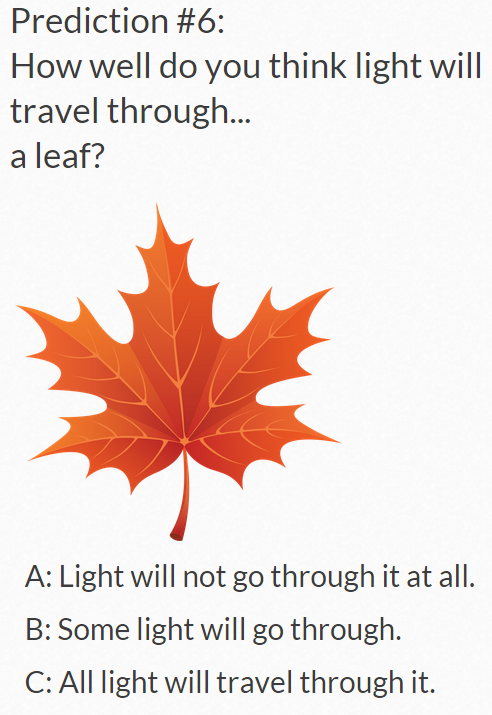 Prediction #6:
How well do you think light will
travel through...
a leaf?
A: Light will not go through it at all.
B: Some light will go through.
C: All light will travel through it.